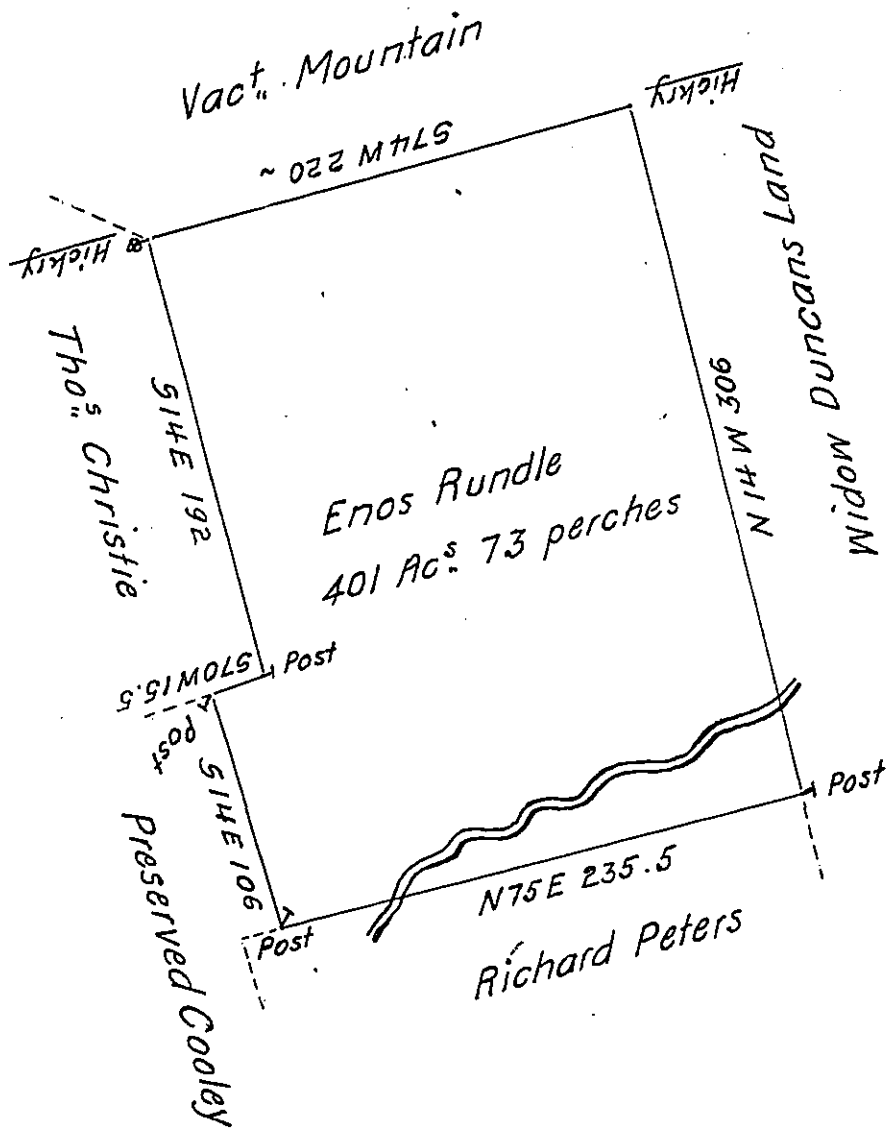 Vact. Mountain
Hickry
S74W 220 ~
Hickry
Widow Duncans Land
Thos. Christie
S14E 192
N14W 306
Enos Rundle
401 Acs. 73 perches
S70W15.5
Post
Post
S14E 106
Post
Preserved Cooley
Post
N75E 235.5
Richard Peters